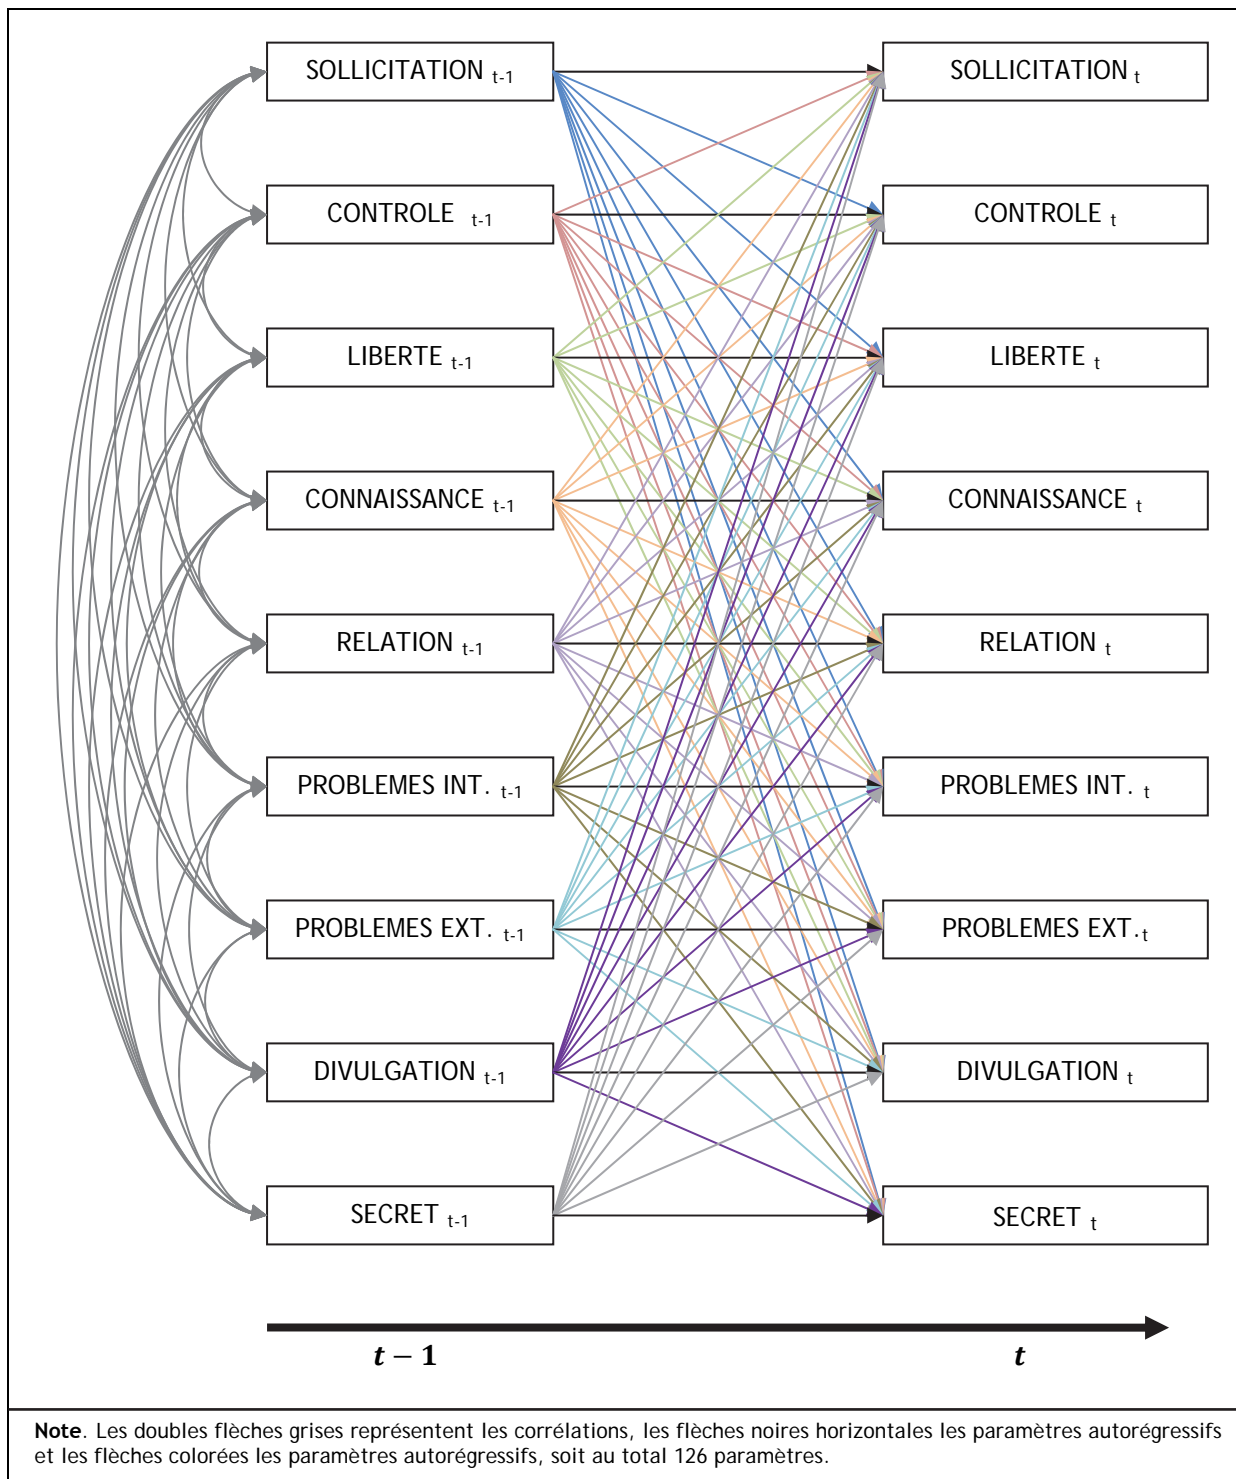 SOLLICITATION t-1 SOLLICITATION t
CONTROLE t-1 CONTROLE t
LIBERTE t-1 LIBERTE t
CONNAISSANCE t-1 CONNAISSANCE t
RELATION t-1 RELATION t
PROBLEMES INT. t-1 PROBLEMES INT. t
PROBLEMES EXT. t-1 PROBLEMES EXT. t
DIVULGATION t-1 DIVULGATION t
SECRET t-1 SECRET t
t − 1 t
Note. Les doubles flèches grises représentent les corrélations, les flèches noires horizontales les paramètres autorégressifs
et les flèches colorées les paramètres autorégressifs, soit au total 126 paramètres.